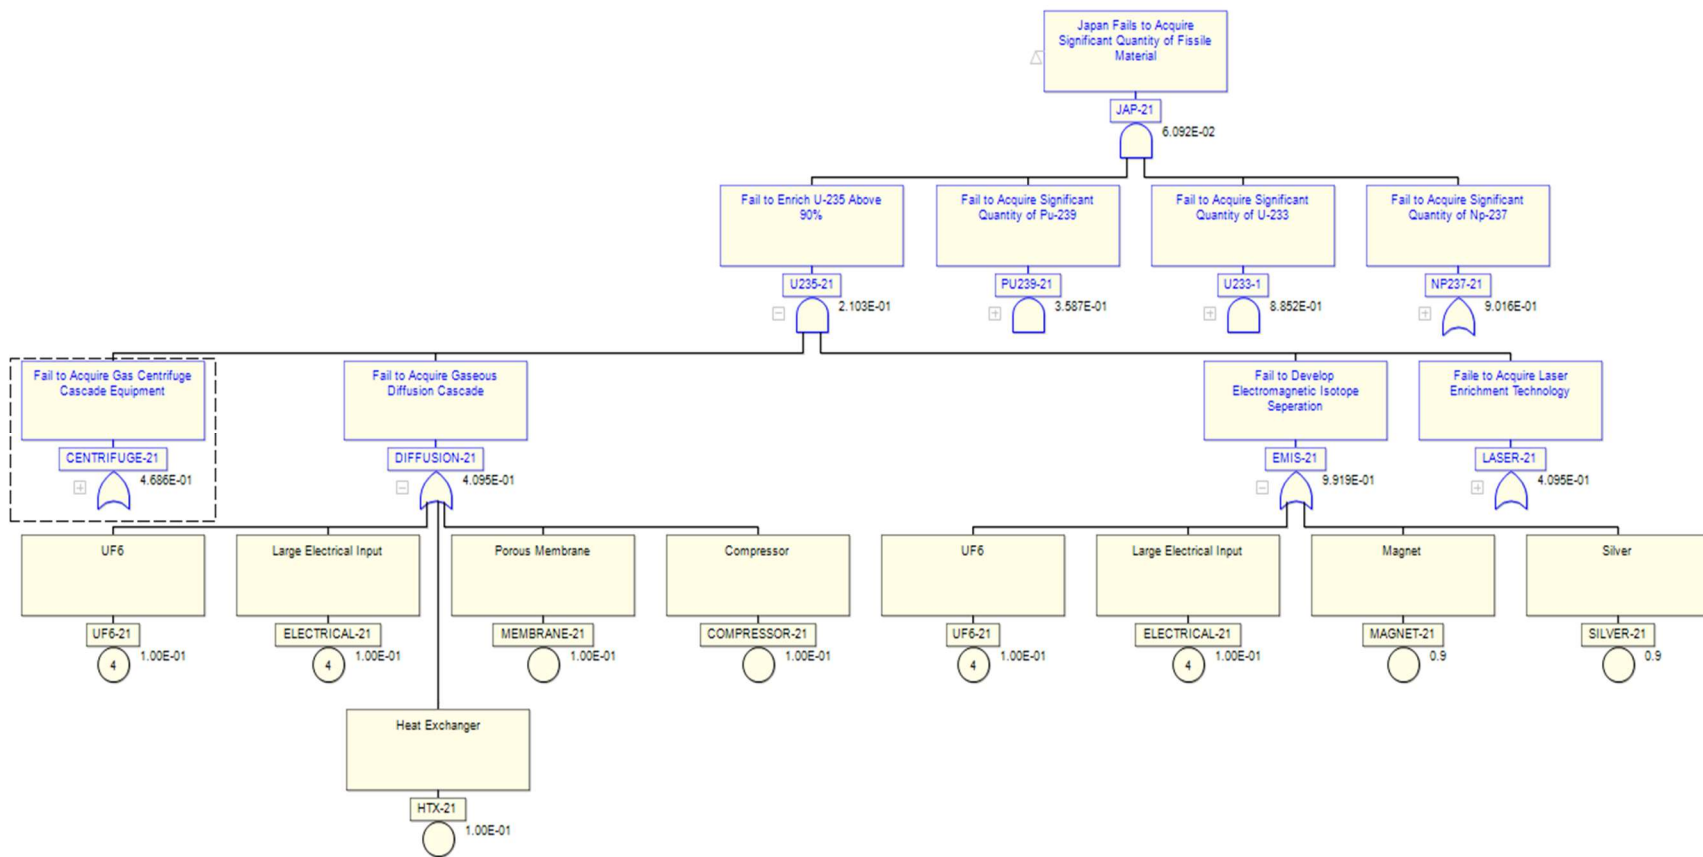 Japan Fails to Acquire
Significant Quantity of Fissile
Material
JAP-21
6.092E-02
Fail to Enrich U-235 Above
90%
U235-21
2.103E-01
Fail to Acquire Significant
Quantity of Pu-239
PU239-21
3.587E-01
Fail to Acquire Significant
Quantity of U-233
U233-1
8.852E-01
Fail to Acquire Significant
Quantity of Np-237
NP237-21
9.016E-01
Fail to Acquire Gas Centrifuge
Cascade Equipment
CENTRIFUGE-21
4.686E-01
Fail to Acquire Gaseous
Diffusion Cascade
DIFFUSION-21
4.095E-01
Fail to Develop
Electromagnetic Isotope
Seperation
EMIS-21
9.919E-01
Faile to Acquire Laser
Enrichment Technology
LASER-21
4.095E-01
UF6
UF6-21
4
1.00E-01
Large Electrical Input
ELECTRICAL-21
4
1.00E-01
Porous Membrane
MEMBRANE-21
1.00E-01
Compressor
COMPRESSOR-21
1.00E-01
UF6
UF6-21
4
1.00E-01
Large Electrical Input
ELECTRICAL-21
4
1.00E-01
Magnet
MAGNET-21
0.9
Silver
SILVER-21
0.9
Heat Exchanger
HTX-21
1.00E-01